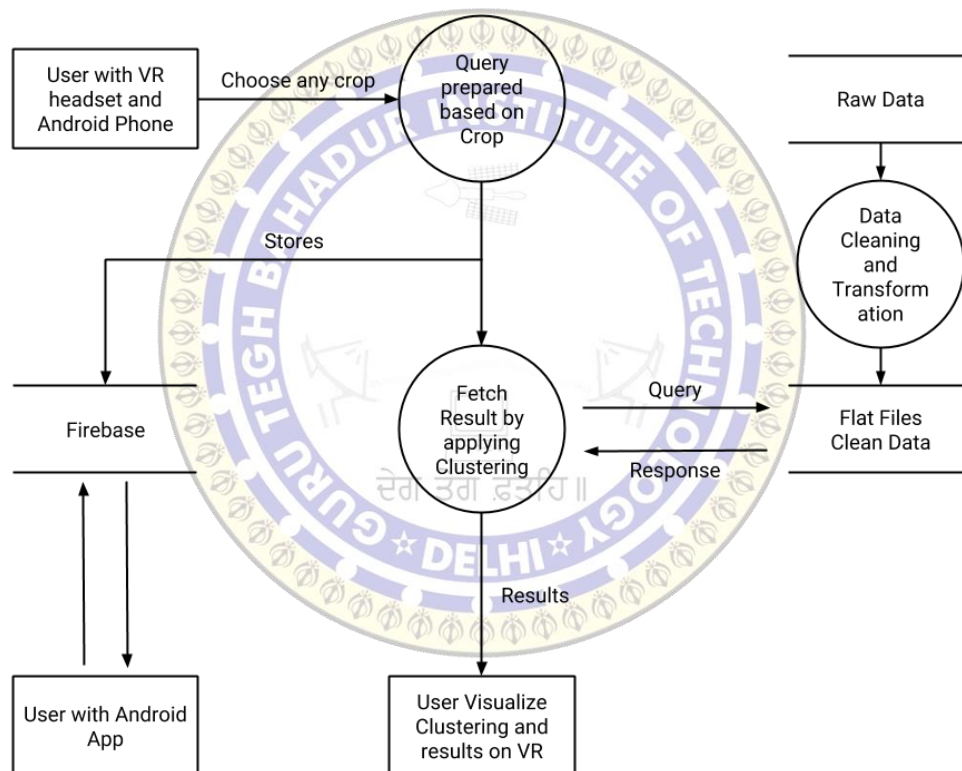 User with VR
headset and
Android Phone
Choose any crop
Query
prepared
based on
Crop
Raw Data
Data
Cleaning
and
Transform
ation
Stores
Firebase
Fetch
Result by
applying
Clustering
Query
Response
Flat Files
Clean Data
Results
User with Android
App
User Visualize
Clustering and
results on VR
GURU TEGH BAHADUR INSTITUTE OF TECHNOLOGY
DELHI
ਦੇਗ ਤੇਗ ਫ਼ਤਹਿ॥